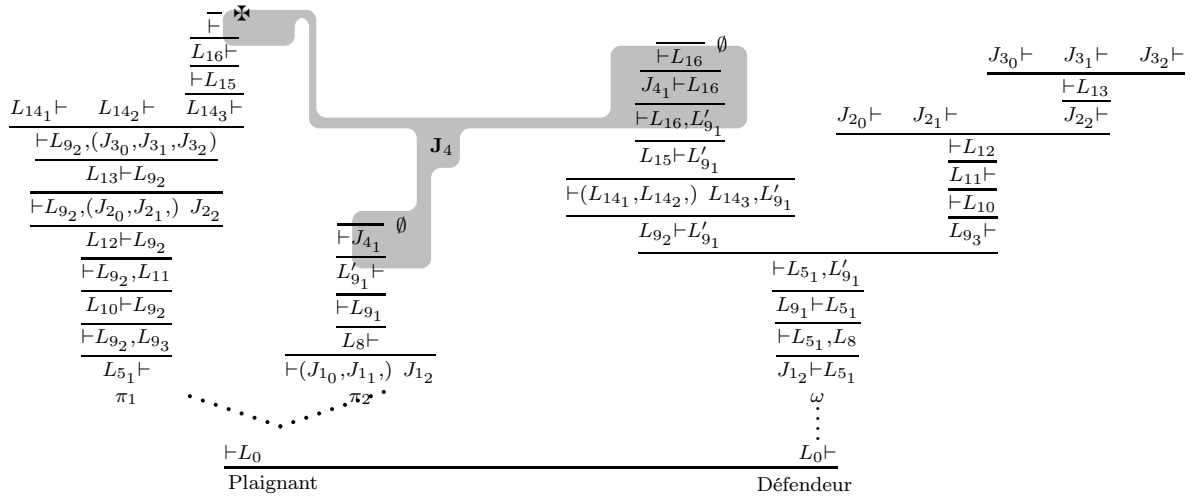 ⊢ ✠
L₁₆⊢
⊢L₁₅
L₁₄₁⊢ L₁₄₂⊢ L₁₄₃⊢
⊢L₉₂,(J₃₀,J₃₁,J₃₂)
L₁₃⊢L₉₂
⊢L₉₂,(J₂₀,J₂₁,) J₂₂
L₁₂⊢L₉₂
⊢L₉₂,L₁₁
L₁₀⊢L₉₂
⊢L₉₂,L₉₃
L₅₁⊢
π₁
J₄
∅
⊢J₄₁
L′₉₁⊢
⊢L₉₁
L₈⊢
⊢(J₁₀,J₁₁,) J₁₂
π₂
∅
⊢L₁₆
J₄₁⊢L₁₆
⊢L₁₆,L′₉₁
L₁₅⊢L′₉₁
⊢(L₁₄₁,L₁₄₂,) L₁₄₃,L′₉₁
L₉₂⊢L′₉₁
J₃₀⊢ J₃₁⊢ J₃₂⊢
⊢L₁₃
J₂₀⊢ J₂₁⊢ J₂₂⊢
⊢L₁₂
L₁₁⊢
⊢L₁₀
L₉₃⊢
⊢L₅₁,L′₉₁
L₉₁⊢L₅₁
⊢L₅₁,L₈
J₁₂⊢L₅₁
ω
⊢L₀ L₀⊢
Plaignant Défendeur